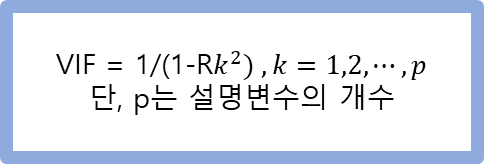 VIF = 1/(1-R𝑘²) , 𝑘 = 1,2,⋯ , 𝑝
단, p는 설명변수의 개수